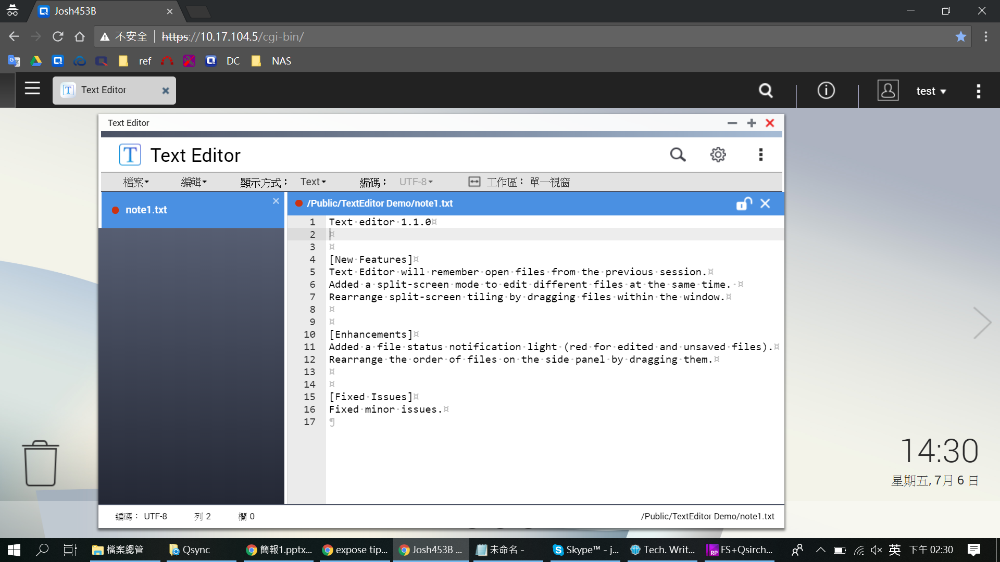 Josh453B
不安全 https://10.17.104.5/cgi-bin/
ref DC NAS
Text Editor test
Text Editor
Text Editor
檔案 編輯 顯示方式： Text 編碼： UTF-8 工作區： 單一視窗
note1.txt
/Public/TextEditor Demo/note1.txt
1 Text editor 1.1.0
2
3
4 [New Features]
5 Text Editor will remember open files from the previous session.
6 Added a split-screen mode to edit different files at the same time.
7 Rearrange split-screen tiling by dragging files within the window.
8
9
10 [Enhancements]
11 Added a file status notification light (red for edited and unsaved files).
12 Rearrange the order of files on the side panel by dragging them.
13
14
15 [Fixed Issues]
16 Fixed minor issues.
17
編碼： UTF-8 列 2 欄 0 /Public/TextEditor Demo/note1.txt
14:30
星期五, 7月 6 日
檔案總管 Qsync 簡報1.pptx... expose tip... Josh453B ... 未命名 - Skype™ - j... Tech. Writ... FS+Qsirch... 英 下午 02:30